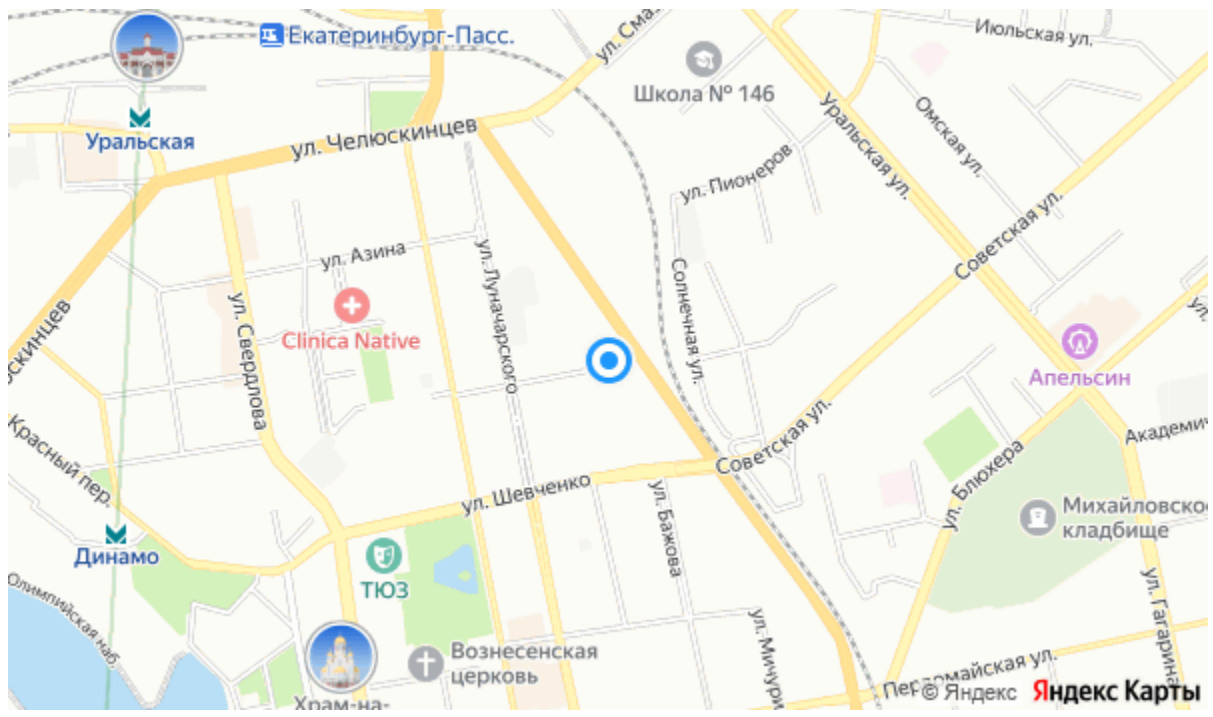 Екатеринбург-Пасс.
ул. Сма
Июльская ул.
Школа № 146
Уральская
ул. Челюскинцев
Уральская ул.
Омская ул.
ул. Пионеров
Советская ул.
ул. Азина
ул. Луначарского
Солнечная ул.
скинцев
ул. Свердлова
Clinica Native
ул.
Апельсин
Красный пер.
Советская ул.
Академич
ул. Блюхера
ул. Шевченко
ул. Бажова
Михайловско
кладбище
Динамо
ТЮЗ
Олимпийская наб.
ул. Гагарина
ул. Мичури
Вознесенская
церковь
Первомайская ул.
Храм-на-
© Яндекс Яндекс Карты